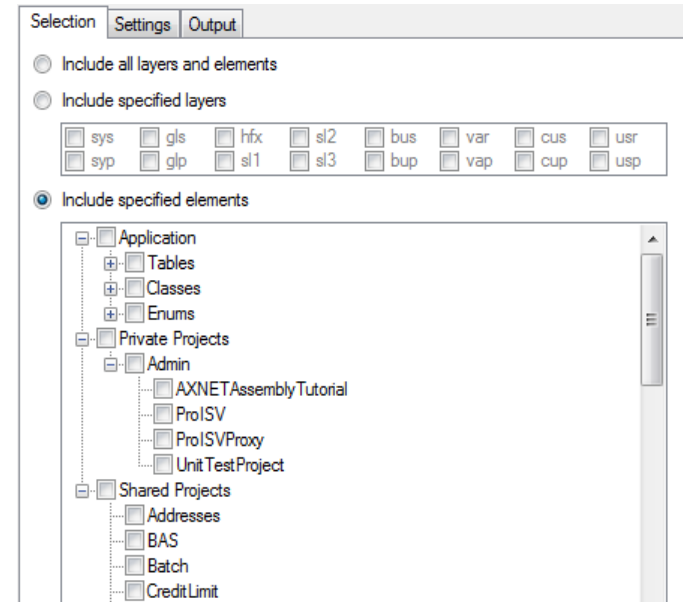 Selection Settings Output
Include all layers and elements
Include specified layers
sys gls hfx sl2 bus var cus usr
syp glp sl1 sl3 bup vap cup usp
Include specified elements
Application
Tables
Classes
Enums
Private Projects
Admin
AXNETAssemblyTutorial
ProISV
ProISVProxy
UnitTestProject
Shared Projects
Addresses
BAS
Batch
CreditLimit